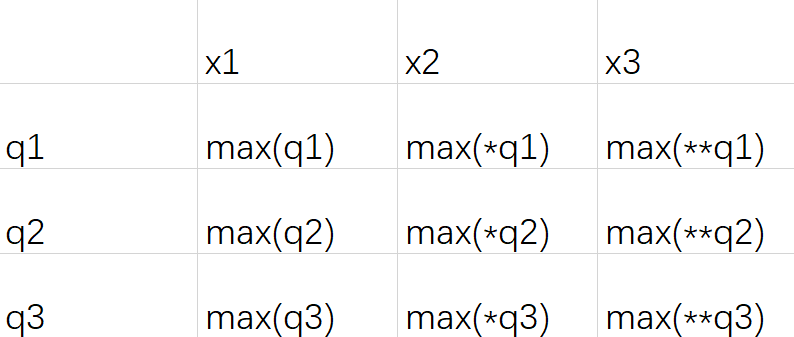 x1 x2 x3
q1 max(q1) max(*q1) max(**q1)
q2 max(q2) max(*q2) max(**q2)
q3 max(q3) max(*q3) max(**q3)